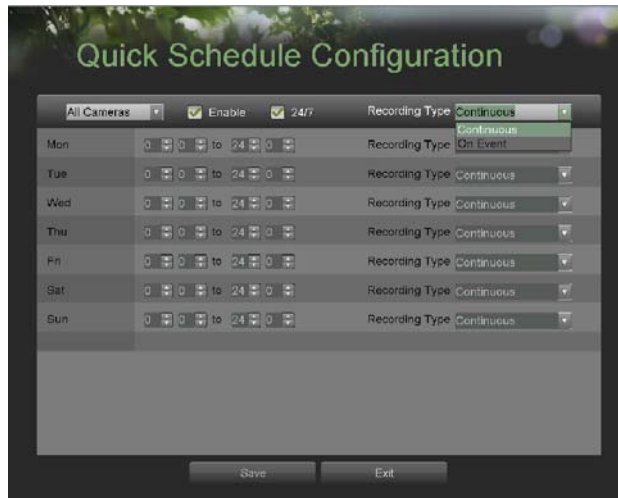 Quick Schedule Configuration
All Cameras Enable 24/7 Recording Type Continuous
Continuous
Mon 0 0 to 24 0 Recording Type On Event
Tue 0 0 to 24 0 Recording Type Continuous
Wed 0 0 to 24 0 Recording Type Continuous
Thu 0 0 to 24 0 Recording Type Continuous
Fri 0 0 to 24 0 Recording Type Continuous
Sat 0 0 to 24 0 Recording Type Continuous
Sun 0 0 to 24 0 Recording Type Continuous
Save Exit